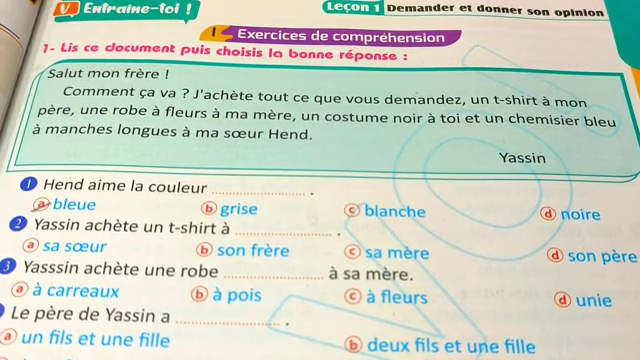 V Entraîne-toi !
Leçon 1 Demander et donner son opinion
I Exercices de compréhension
1- Lis ce document puis choisis la bonne réponse :
Salut mon frère !
Comment ça va ? J'achète tout ce que vous demandez, un t-shirt à mon
père, une robe à fleurs à ma mère, un costume noir à toi et un chemisier bleu
à manches longues à ma sœur Hend.
Yassin
1 Hend aime la couleur .................... .
a bleue b grise c blanche d noire
2 Yassin achète un t-shirt à .................... .
a sa sœur b son frère c sa mère d son père
3 Yasssin achète une robe .................... à sa mère.
a à carreaux b à pois c à fleurs d unie
Le père de Yassin a .................... .
a un fils et une fille b deux fils et une fille